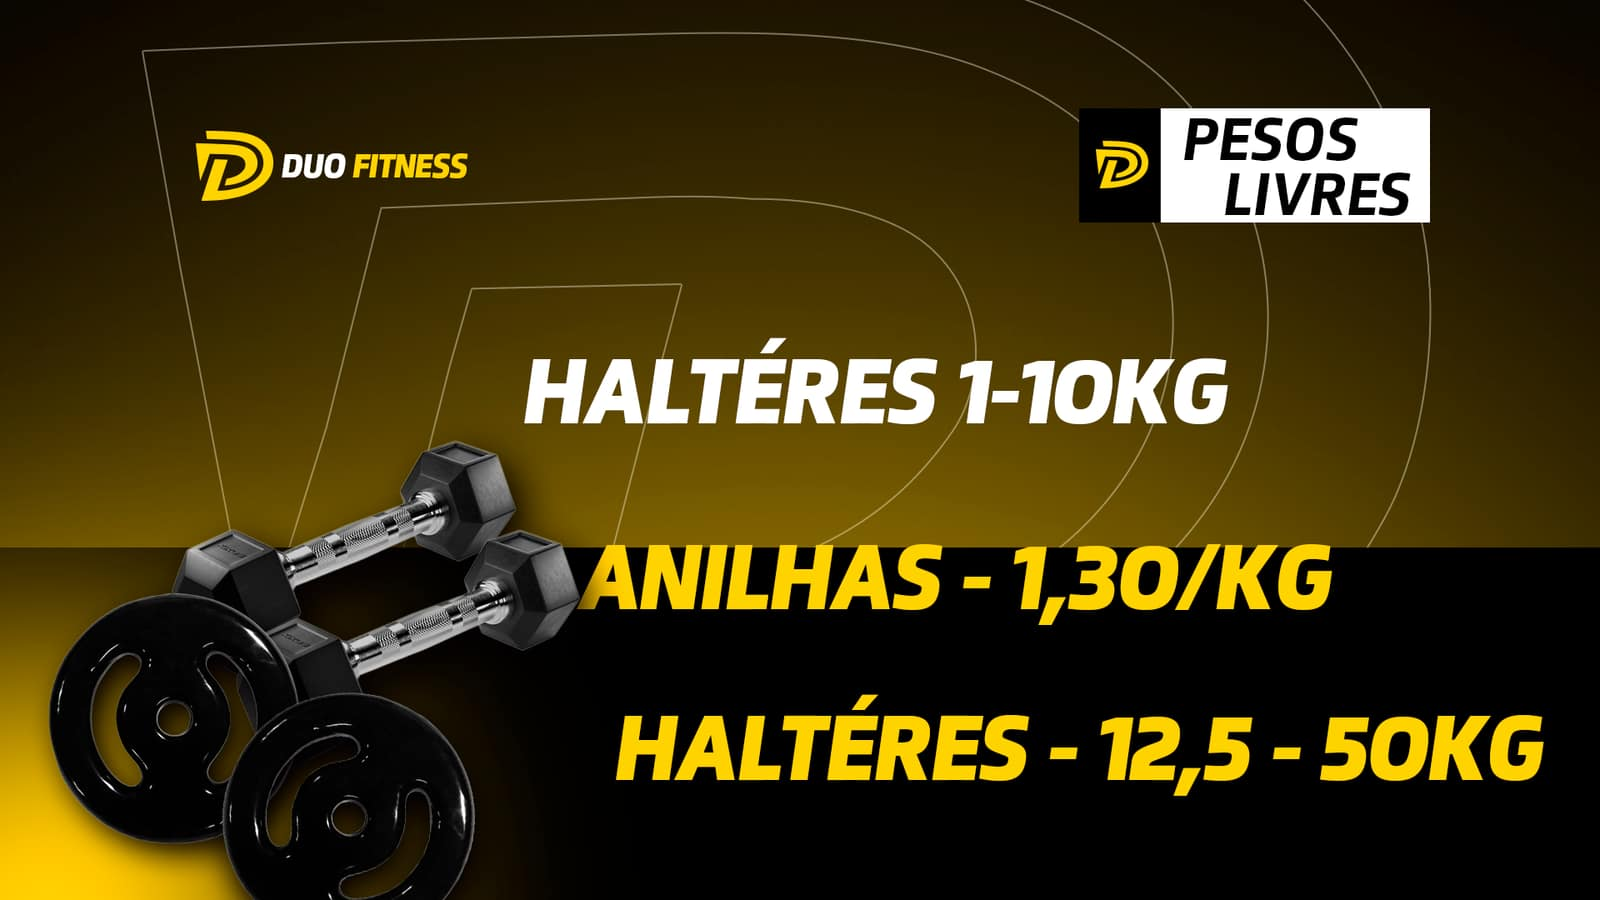 DUO FITNESS
PESOS
LIVRES
HALTÉRES 1-10KG
ANILHAS - 1,30/KG
HALTÉRES - 12,5 - 50KG